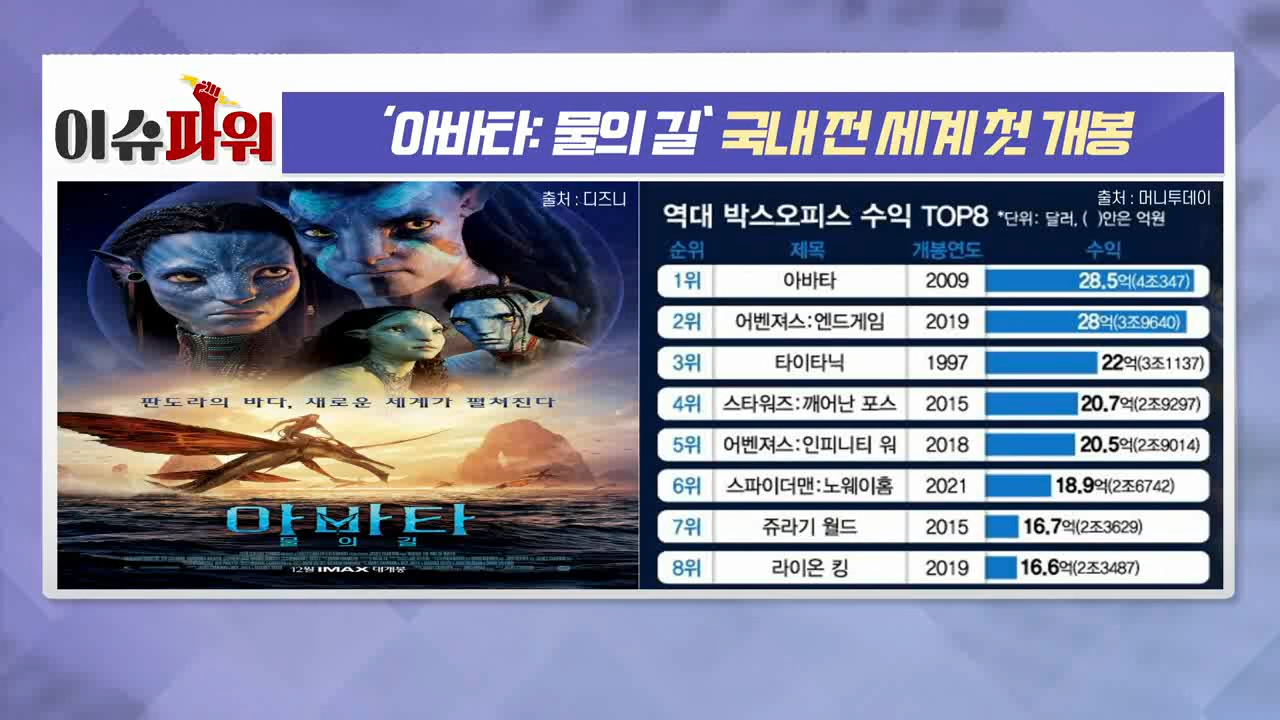 이슈파워
'아바타: 물의 길' 국내 전 세계 첫 개봉
출처 : 디즈니
판도라의 바다, 새로운 세계가 펼쳐진다
아바타
물의 길
12월 IMAX 대개봉
출처 : 머니투데이
역대 박스오피스 수익 TOP8 *단위: 달러, ( )안은 억원
순위 제목 개봉연도 수익
1위 아바타 2009 28.5억(4조347)
2위 어벤져스:엔드게임 2019 28억(3조9640)
3위 타이타닉 1997 22억(3조1137)
4위 스타워즈:깨어난 포스 2015 20.7억(2조9297)
5위 어벤져스:인피니티 워 2018 20.5억(2조9014)
6위 스파이더맨:노웨이홈 2021 18.9억(2조6742)
7위 쥬라기 월드 2015 16.7억(2조3629)
8위 라이온 킹 2019 16.6억(2조3487)